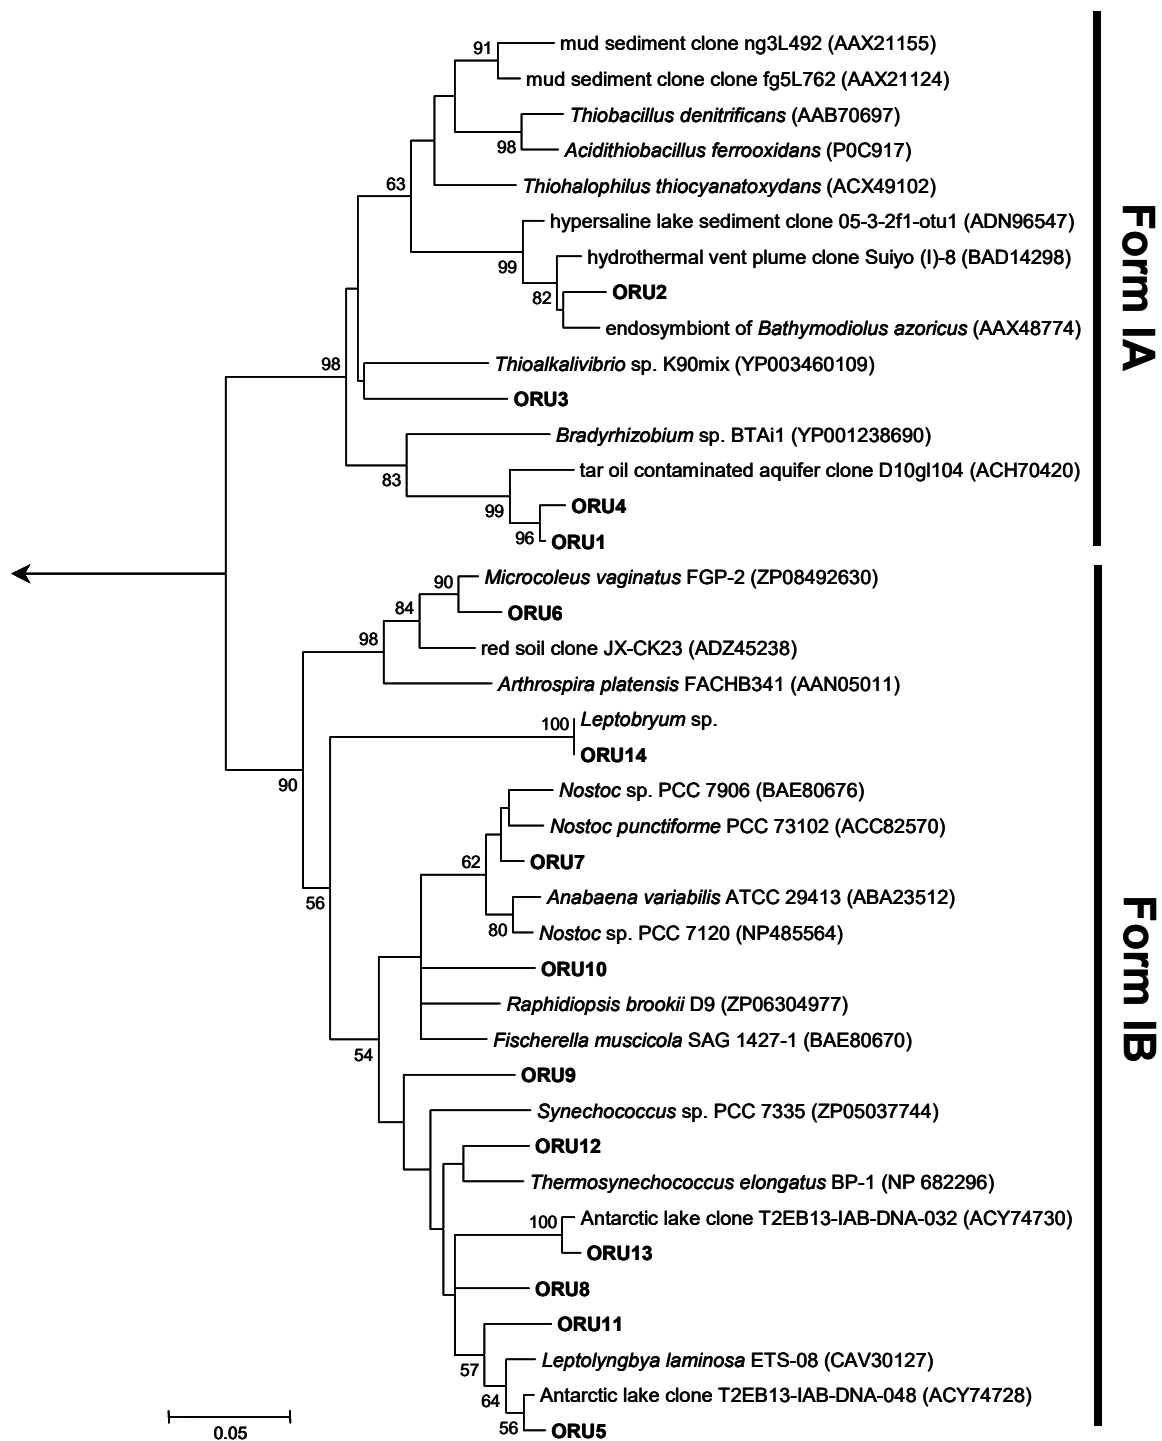 91
mud sediment clone ng3L492 (AAX21155)
mud sediment clone clone fg5L762 (AAX21124)
Thiobacillus denitrificans (AAB70697)
98
Acidithiobacillus ferrooxidans (P0C917)
63
Thiohalophilus thiocyanatoxydans (ACX49102)
hypersaline lake sediment clone 05-3-2f1-otu1 (ADN96547)
99
hydrothermal vent plume clone Suiyo (I)-8 (BAD14298)
82
ORU2
endosymbiont of Bathymodiolus azoricus (AAX48774)
98
Thioalkalivibrio sp. K90mix (YP003460109)
ORU3
Bradyrhizobium sp. BTAi1 (YP001238690)
83
tar oil contaminated aquifer clone D10gl104 (ACH70420)
99
ORU4
96
ORU1
Form IA
90
Microcoleus vaginatus FGP-2 (ZP08492630)
84
ORU6
98
red soil clone JX-CK23 (ADZ45238)
Arthrospira platensis FACHB341 (AAN05011)
100
Leptobryum sp.
ORU14
90
Nostoc sp. PCC 7906 (BAE80676)
Nostoc punctiforme PCC 73102 (ACC82570)
62
ORU7
56
Anabaena variabilis ATCC 29413 (ABA23512)
80
Nostoc sp. PCC 7120 (NP485564)
ORU10
Raphidiopsis brookii D9 (ZP06304977)
Fischerella muscicola SAG 1427-1 (BAE80670)
54
ORU9
Synechococcus sp. PCC 7335 (ZP05037744)
ORU12
Thermosynechococcus elongatus BP-1 (NP 682296)
100
Antarctic lake clone T2EB13-IAB-DNA-032 (ACY74730)
ORU13
ORU8
ORU11
57
Leptolyngbya laminosa ETS-08 (CAV30127)
64
Antarctic lake clone T2EB13-IAB-DNA-048 (ACY74728)
56
ORU5
Form IB
0.05